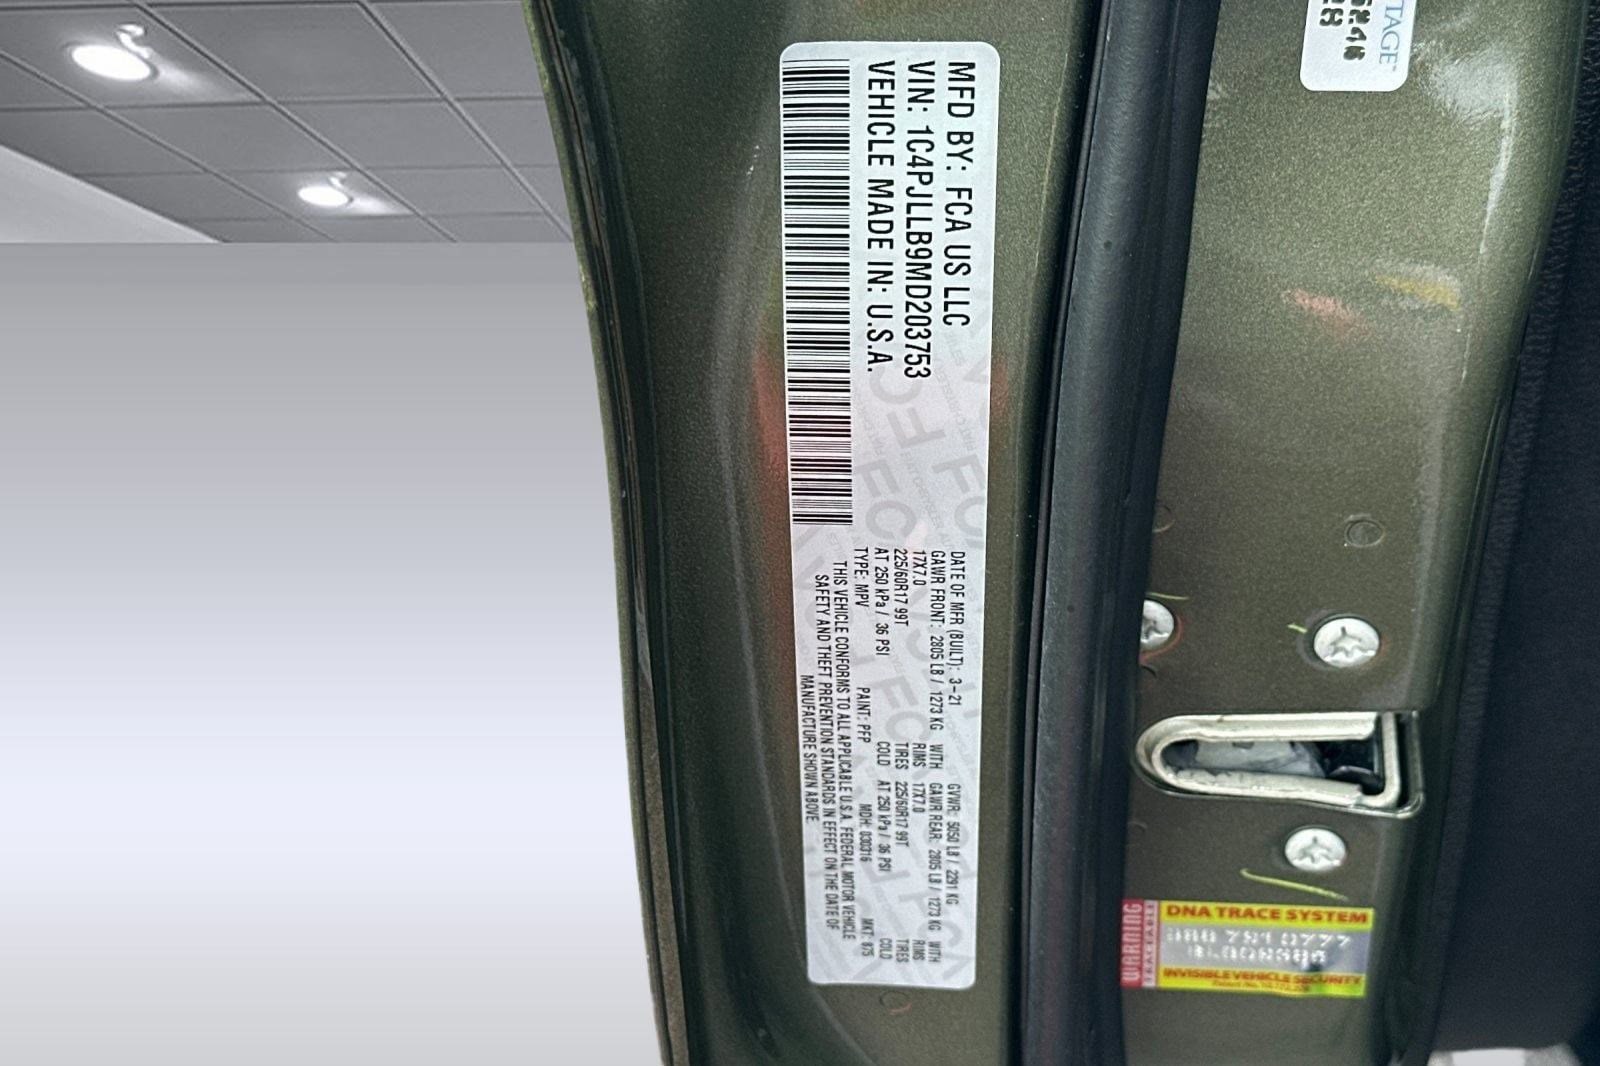 MFD BY: FCA US LLC
VIN: 1C4PJLLB9MD203753
VEHICLE MADE IN: U.S.A.
DATE OF MFR (BUILT): 3-21 GVWR: 5050 LB / 2291 KG
GAWR FRONT: 2805 LB / 1273 KG WITH GAWR REAR: 2805 LB / 1273 KG WITH
17X7.0 RIMS 17X7.0 RIMS
225/60R17 99T TIRES 225/60R17 99T TIRES
AT 250 kPa / 36 PSI COLD AT 250 kPa / 36 PSI COLD
TYPE: MPV PAINT: PFP MDH: 030316 MKT: 875
THIS VEHICLE CONFORMS TO ALL APPLICABLE U.S.A. FEDERAL MOTOR VEHICLE
SAFETY AND THEFT PREVENTION STANDARDS IN EFFECT ON THE DATE OF
MANUFACTURE SHOWN ABOVE.
TAGE
WARNING
DNA TRACE SYSTEM
INVISIBLE VEHICLE SECURITY